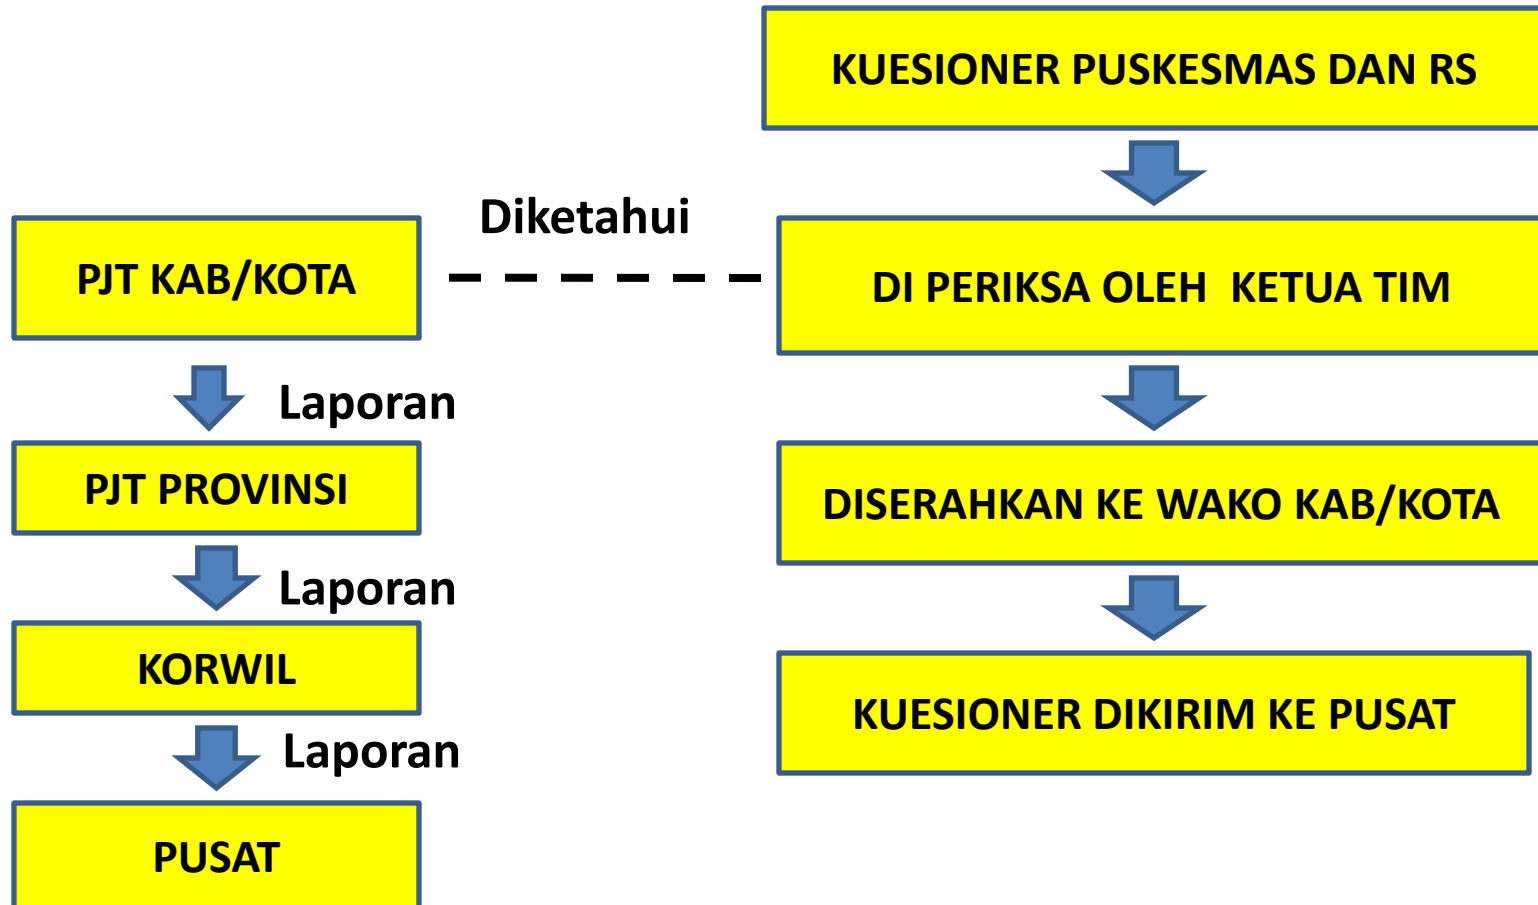 KUESIONER PUSKESMAS DAN RS
Diketahui
PJT KAB/KOTA
DI PERIKSA OLEH KETUA TIM
Laporan
PJT PROVINSI
DISERAHKAN KE WAKO KAB/KOTA
Laporan
KORWIL
KUESIONER DIKIRIM KE PUSAT
Laporan
PUSAT